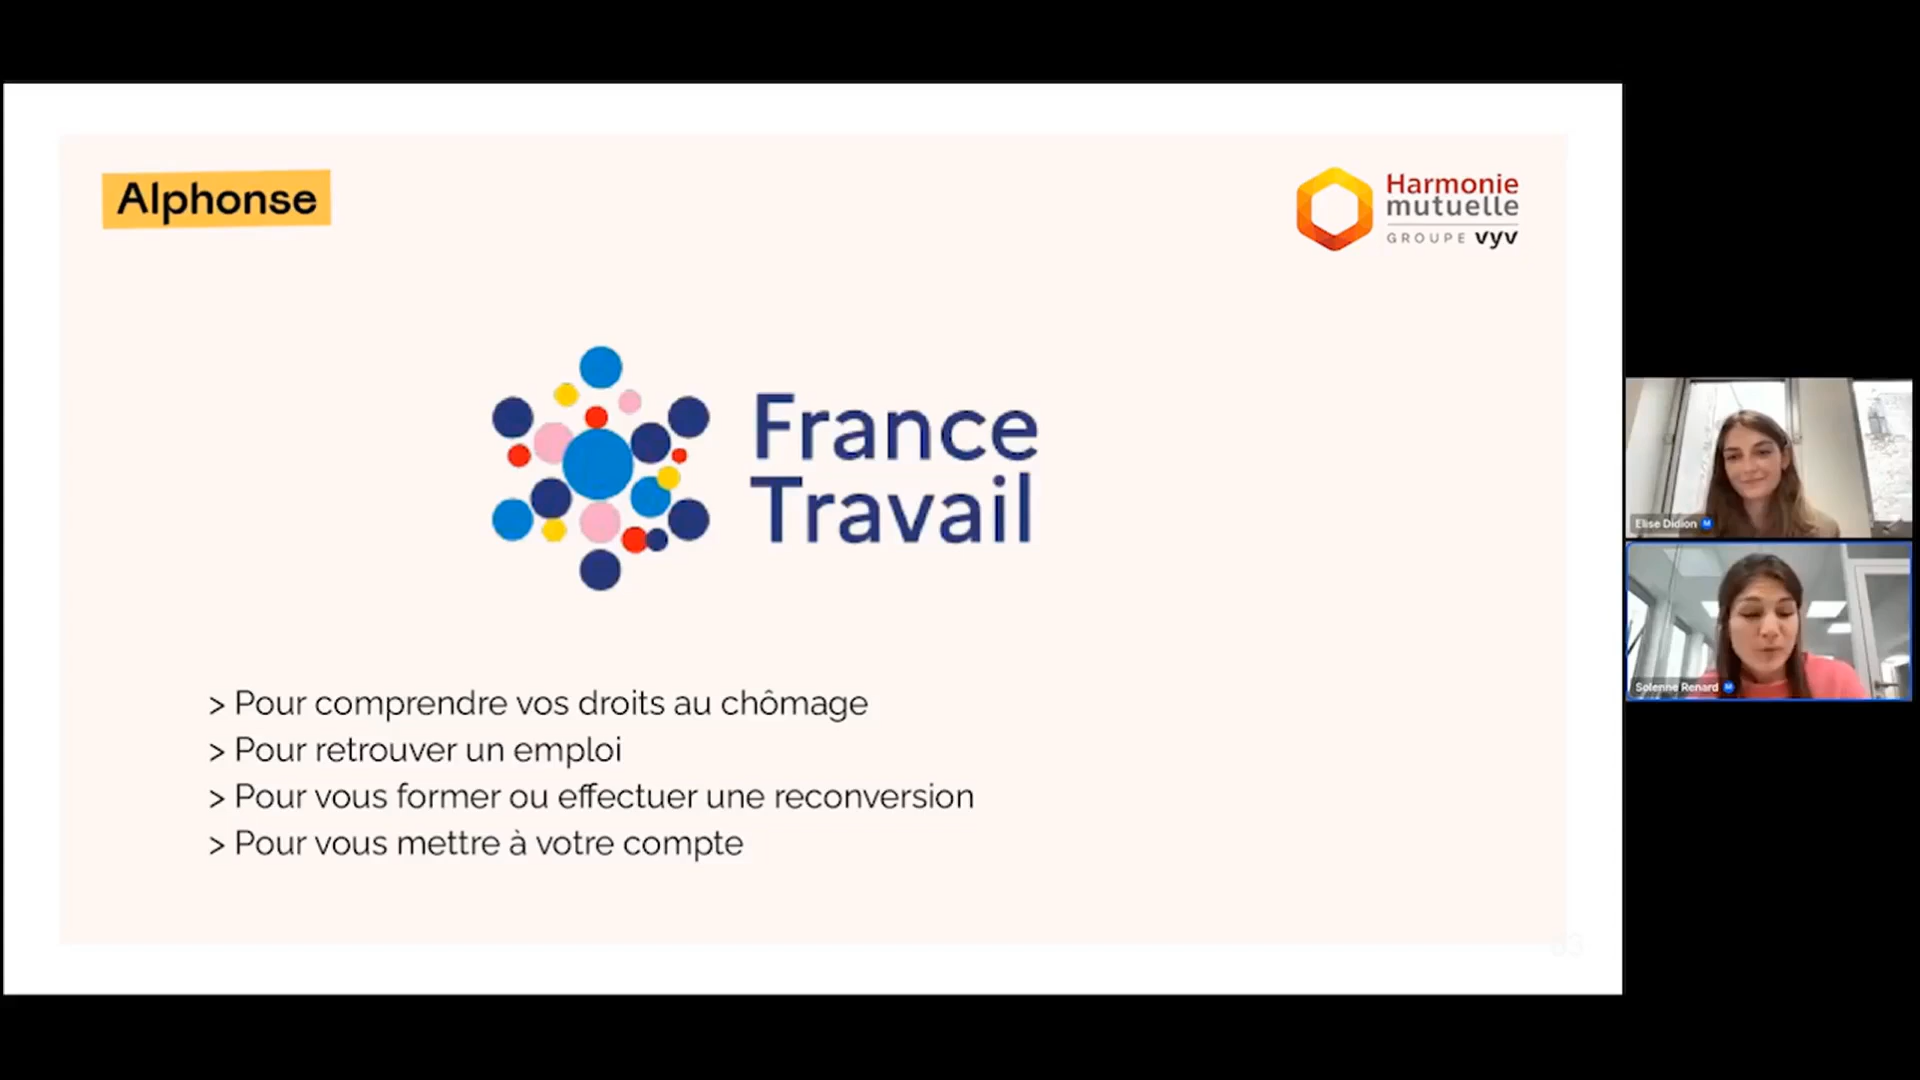 Alphonse
Harmonie
mutuelle
GROUPE vyv
France
Travail
> Pour comprendre vos droits au chômage
> Pour retrouver un emploi
> Pour vous former ou effectuer une reconversion
> Pour vous mettre à votre compte
Elise Didion
Solenne Renard